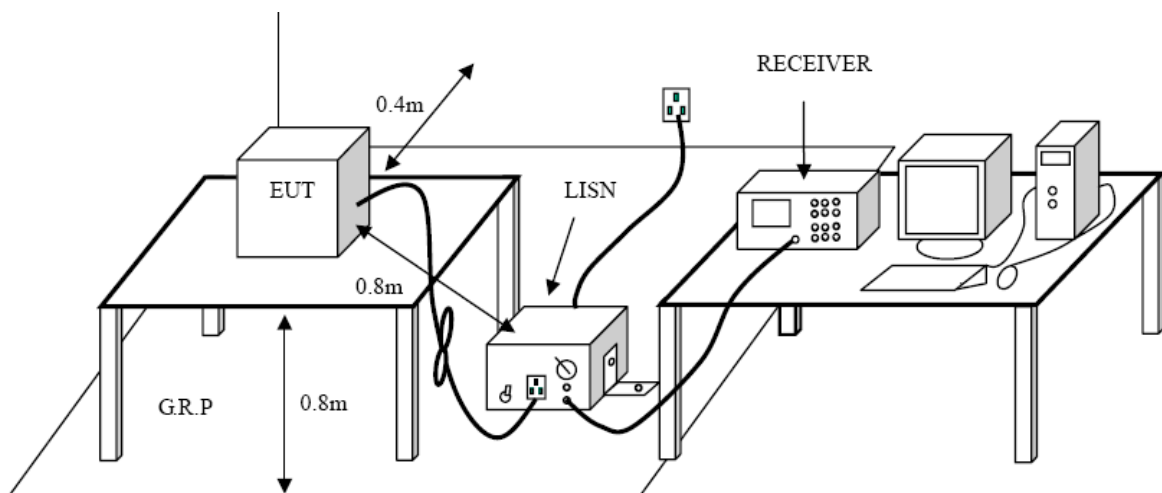 RECEIVER
0.4m
EUT
LISN
0.8m
G.R.P
0.8m